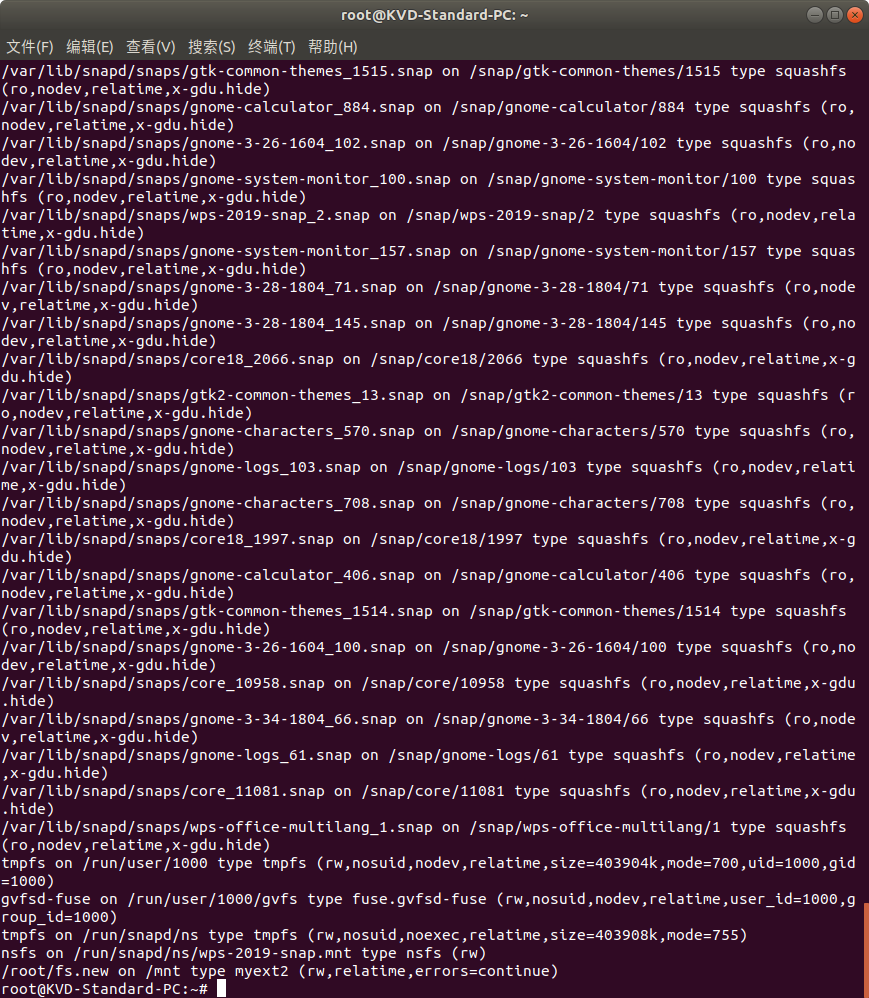 root@KVD-Standard-PC: ~
文件(F) 编辑(E) 查看(V) 搜索(S) 终端(T) 帮助(H)
/var/lib/snapd/snaps/gtk-common-themes_1515.snap on /snap/gtk-common-themes/1515 type squashfs
(ro,nodev,relatime,x-gdu.hide)
/var/lib/snapd/snaps/gnome-calculator_884.snap on /snap/gnome-calculator/884 type squashfs (ro,
nodev,relatime,x-gdu.hide)
/var/lib/snapd/snaps/gnome-3-26-1604_102.snap on /snap/gnome-3-26-1604/102 type squashfs (ro,no
dev,relatime,x-gdu.hide)
/var/lib/snapd/snaps/gnome-system-monitor_100.snap on /snap/gnome-system-monitor/100 type squas
hfs (ro,nodev,relatime,x-gdu.hide)
/var/lib/snapd/snaps/wps-2019-snap_2.snap on /snap/wps-2019-snap/2 type squashfs (ro,nodev,rela
time,x-gdu.hide)
/var/lib/snapd/snaps/gnome-system-monitor_157.snap on /snap/gnome-system-monitor/157 type squas
hfs (ro,nodev,relatime,x-gdu.hide)
/var/lib/snapd/snaps/gnome-3-28-1804_71.snap on /snap/gnome-3-28-1804/71 type squashfs (ro,node
v,relatime,x-gdu.hide)
/var/lib/snapd/snaps/gnome-3-28-1804_145.snap on /snap/gnome-3-28-1804/145 type squashfs (ro,no
dev,relatime,x-gdu.hide)
/var/lib/snapd/snaps/core18_2066.snap on /snap/core18/2066 type squashfs (ro,nodev,relatime,x-g
du.hide)
/var/lib/snapd/snaps/gtk2-common-themes_13.snap on /snap/gtk2-common-themes/13 type squashfs (r
o,nodev,relatime,x-gdu.hide)
/var/lib/snapd/snaps/gnome-characters_570.snap on /snap/gnome-characters/570 type squashfs (ro,
nodev,relatime,x-gdu.hide)
/var/lib/snapd/snaps/gnome-logs_103.snap on /snap/gnome-logs/103 type squashfs (ro,nodev,relati
me,x-gdu.hide)
/var/lib/snapd/snaps/gnome-characters_708.snap on /snap/gnome-characters/708 type squashfs (ro,
nodev,relatime,x-gdu.hide)
/var/lib/snapd/snaps/core18_1997.snap on /snap/core18/1997 type squashfs (ro,nodev,relatime,x-g
du.hide)
/var/lib/snapd/snaps/gnome-calculator_406.snap on /snap/gnome-calculator/406 type squashfs (ro,
nodev,relatime,x-gdu.hide)
/var/lib/snapd/snaps/gtk-common-themes_1514.snap on /snap/gtk-common-themes/1514 type squashfs
(ro,nodev,relatime,x-gdu.hide)
/var/lib/snapd/snaps/gnome-3-26-1604_100.snap on /snap/gnome-3-26-1604/100 type squashfs (ro,no
dev,relatime,x-gdu.hide)
/var/lib/snapd/snaps/core_10958.snap on /snap/core/10958 type squashfs (ro,nodev,relatime,x-gdu
.hide)
/var/lib/snapd/snaps/gnome-3-34-1804_66.snap on /snap/gnome-3-34-1804/66 type squashfs (ro,node
v,relatime,x-gdu.hide)
/var/lib/snapd/snaps/gnome-logs_61.snap on /snap/gnome-logs/61 type squashfs (ro,nodev,relatime
,x-gdu.hide)
/var/lib/snapd/snaps/core_11081.snap on /snap/core/11081 type squashfs (ro,nodev,relatime,x-gdu
.hide)
/var/lib/snapd/snaps/wps-office-multilang_1.snap on /snap/wps-office-multilang/1 type squashfs
(ro,nodev,relatime,x-gdu.hide)
tmpfs on /run/user/1000 type tmpfs (rw,nosuid,nodev,relatime,size=403904k,mode=700,uid=1000,gid
=1000)
gvfsd-fuse on /run/user/1000/gvfs type fuse.gvfsd-fuse (rw,nosuid,nodev,relatime,user_id=1000,g
roup_id=1000)
tmpfs on /run/snapd/ns type tmpfs (rw,nosuid,noexec,relatime,size=403908k,mode=755)
nsfs on /run/snapd/ns/wps-2019-snap.mnt type nsfs (rw)
/root/fs.new on /mnt type myext2 (rw,relatime,errors=continue)
root@KVD-Standard-PC:~#